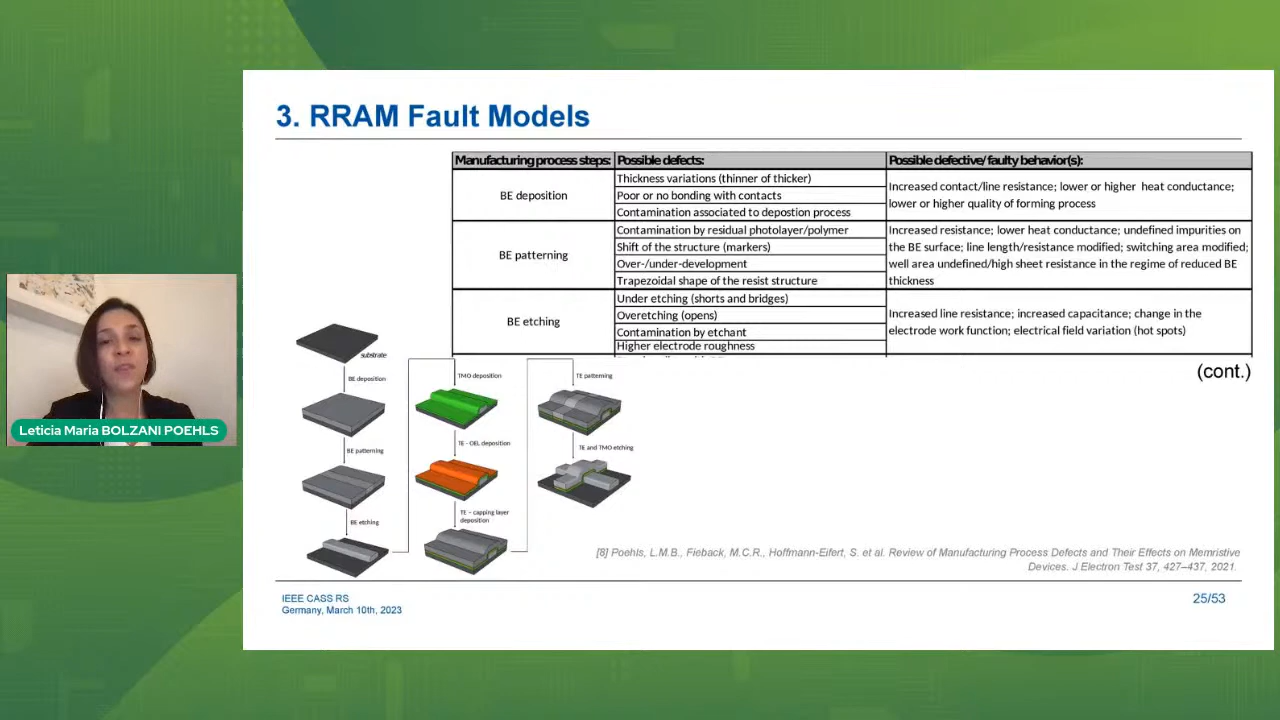 3. RRAM Fault Models
Manufacturing process steps: Possible defects: Possible defective/faulty behavior(s):
BE deposition
Thickness variations (thinner of thicker)
Poor or no bonding with contacts
Contamination associated to depostion process
Increased contact/line resistance; lower or higher heat conductance;
lower or higher quality of forming process
BE patterning
Contamination by residual photolayer/polymer
Shift of the structure (markers)
Over-/under-development
Trapezoidal shape of the resist structure
Increased resistance; lower heat conductance; undefined impurities on
the BE surface; line length/resistance modified; switching area modified;
well area undefined/high sheet resistance in the regime of reduced BE
thickness
BE etching
Under etching (shorts and bridges)
Overetching (opens)
Contamination by etchant
Higher electrode roughness
Increased line resistance; increased capacitance; change in the
electrode work function; electrical field variation (hot spots)
(cont.)
substrate
BE deposition
BE patterning
BE etching
TMO deposition
TE - OEL deposition
TE – capping layer
deposition
TE patterning
TE and TMO etching
Leticia Maria BOLZANI POEHLS
[8] Poehls, L.M.B., Fieback, M.C.R., Hoffmann-Eifert, S. et al. Review of Manufacturing Process Defects and Their Effects on Memristive
Devices. J Electron Test 37, 427–437, 2021.
IEEE CASS RS
Germany, March 10th, 2023
25/53